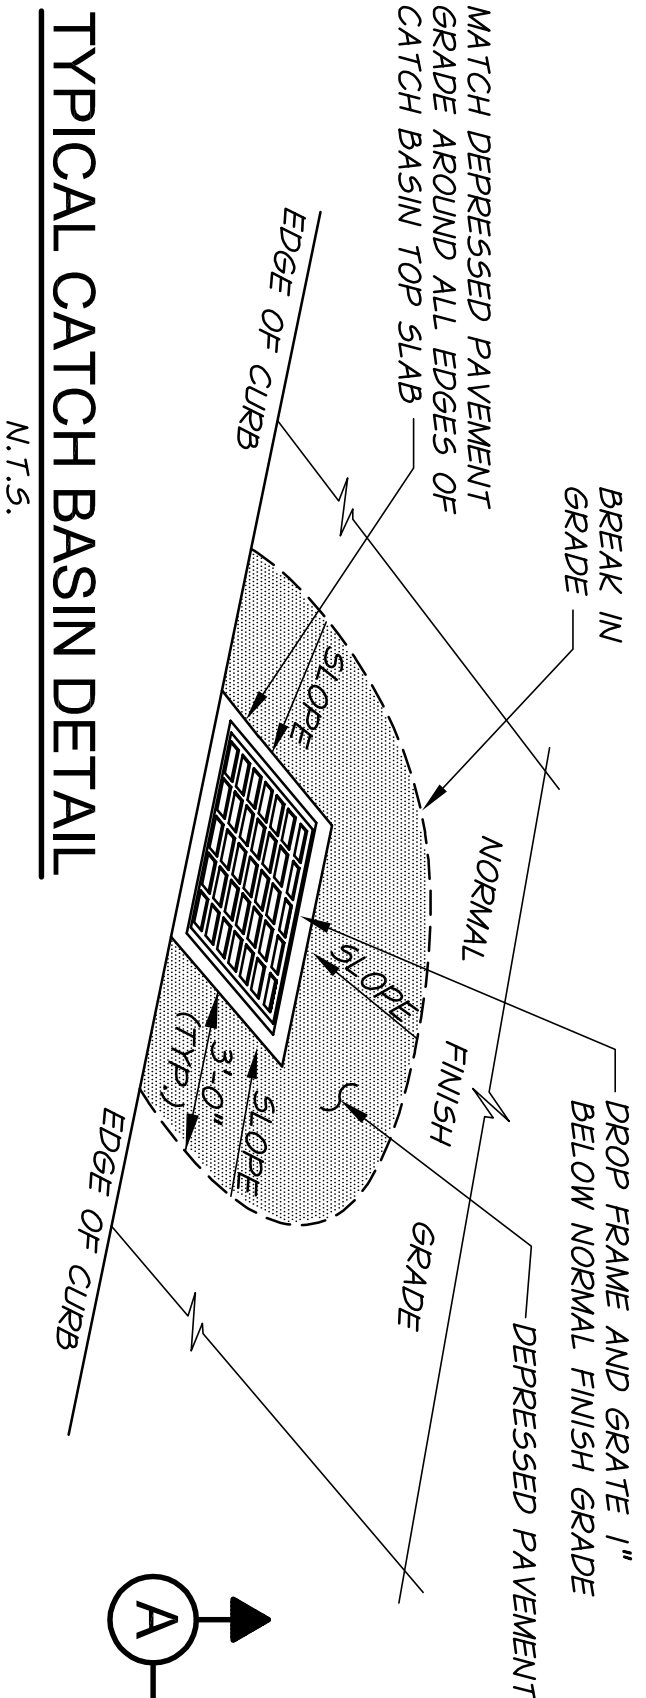 MATCH DEPRESSED PAVEMENT
GRADE AROUND ALL EDGES OF
CATCH BASIN TOP SLAB
BREAK IN
GRADE
DROP FRAME AND GRATE 1"
BELOW NORMAL FINISH GRADE
DEPRESSED PAVEMENT
NORMAL
FINISH
GRADE
EDGE OF CURB
SLOPE
SLOPE
SLOPE
3'-0"
(TYP.)
EDGE OF CURB
TYPICAL CATCH BASIN DETAIL
N.T.S.
A